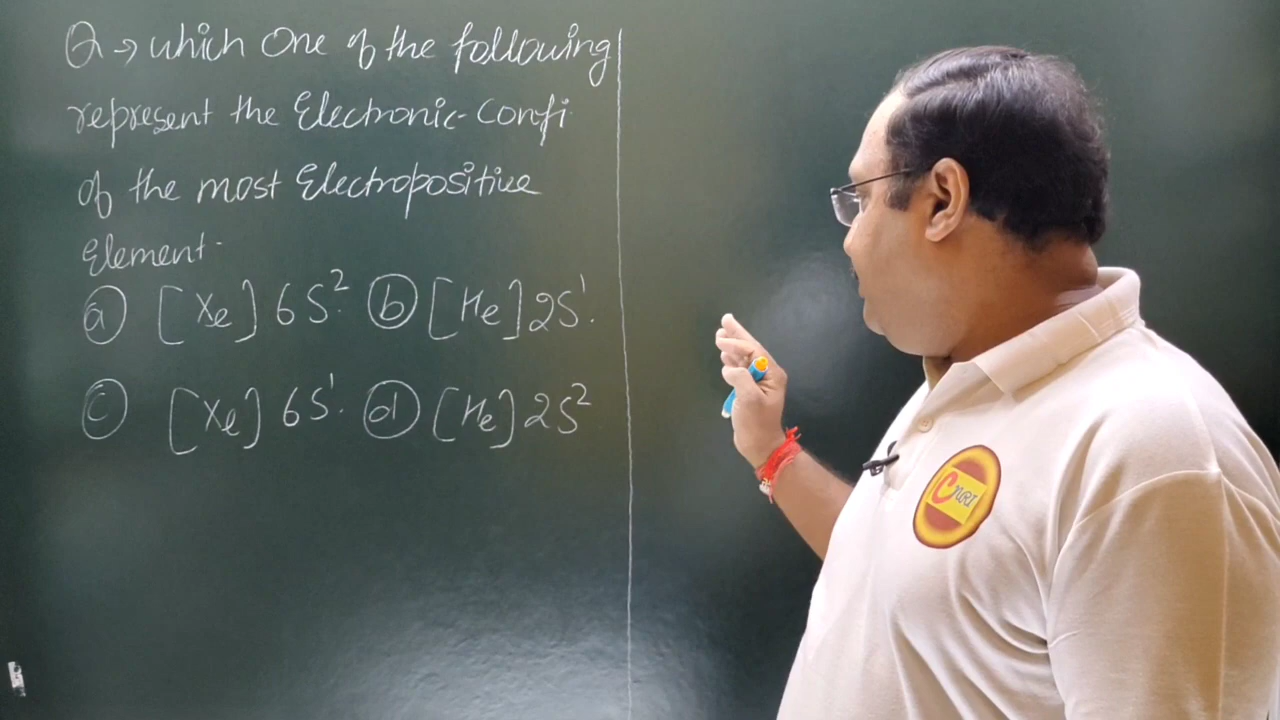 Q → which One of the following
represent the Electronic-Confi.
of the most Electropositive
Element.
ⓐ [Xe] 6S². ⓑ [He] 2S¹.
ⓒ [Xe] 6S¹. ⓓ [He] 2S²
CNRI